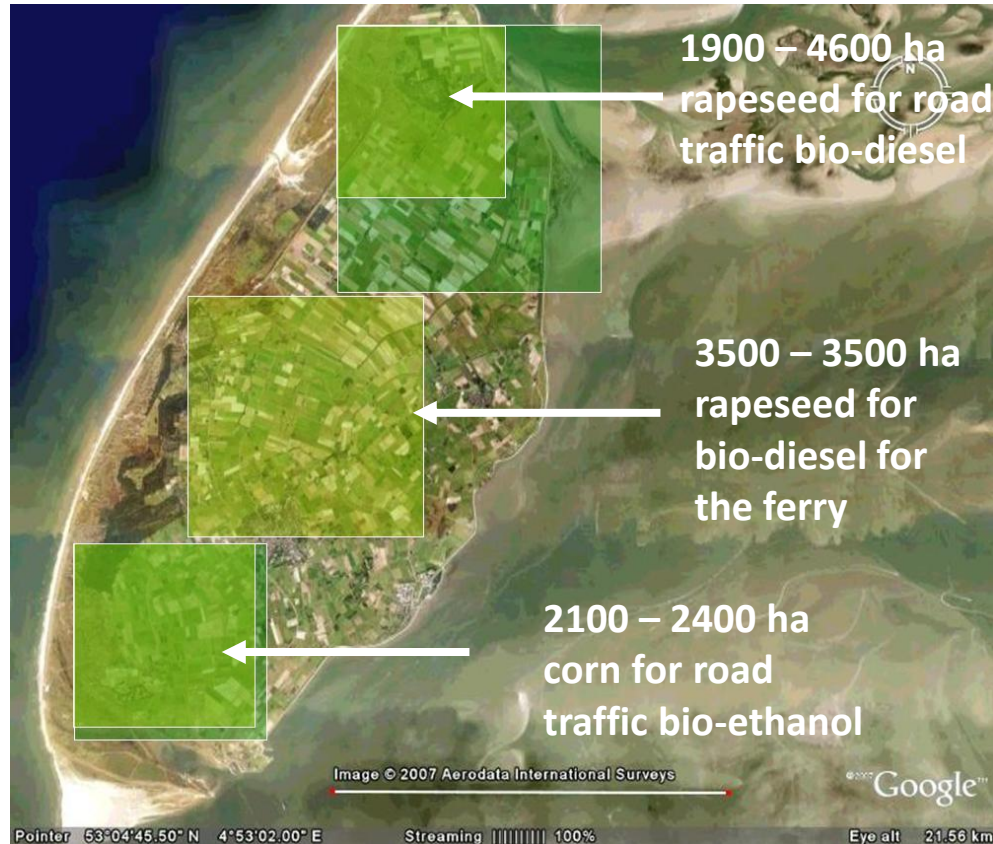 1900 – 4600 ha
N
rapeseed for road
traffic bio-diesel
3500 – 3500 ha
rapeseed for
bio-diesel for
the ferry
2100 – 2400 ha
corn for road
traffic bio-ethanol
Image © 2007 Aerodata International Surveys
©2007 Google™
Pointer 53°04'45.50" N 4°53'02.00" E Streaming |||||||||| 100% Eye alt 21.56 km